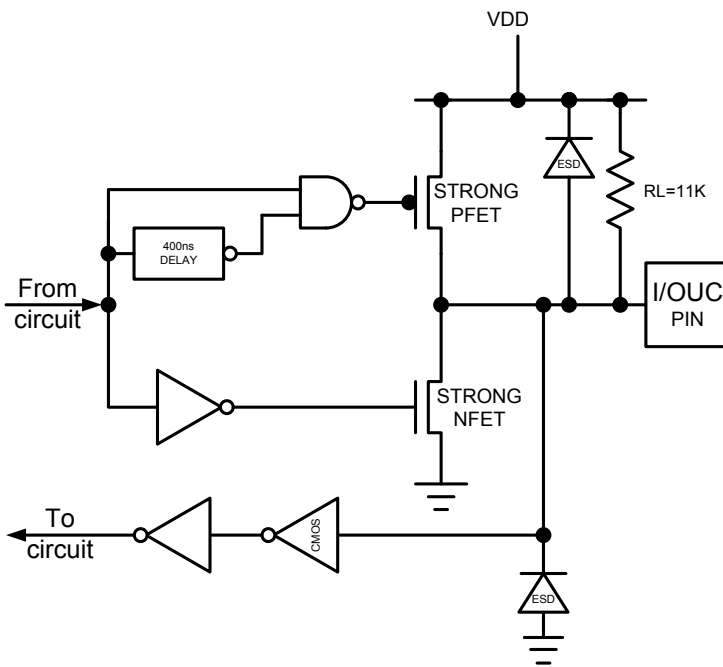 VDD
ESD
STRONG
PFET
RL=11K
400ns
DELAY
From
circuit
I/OUC
PIN
STRONG
NFET
To
circuit
CMOS
ESD